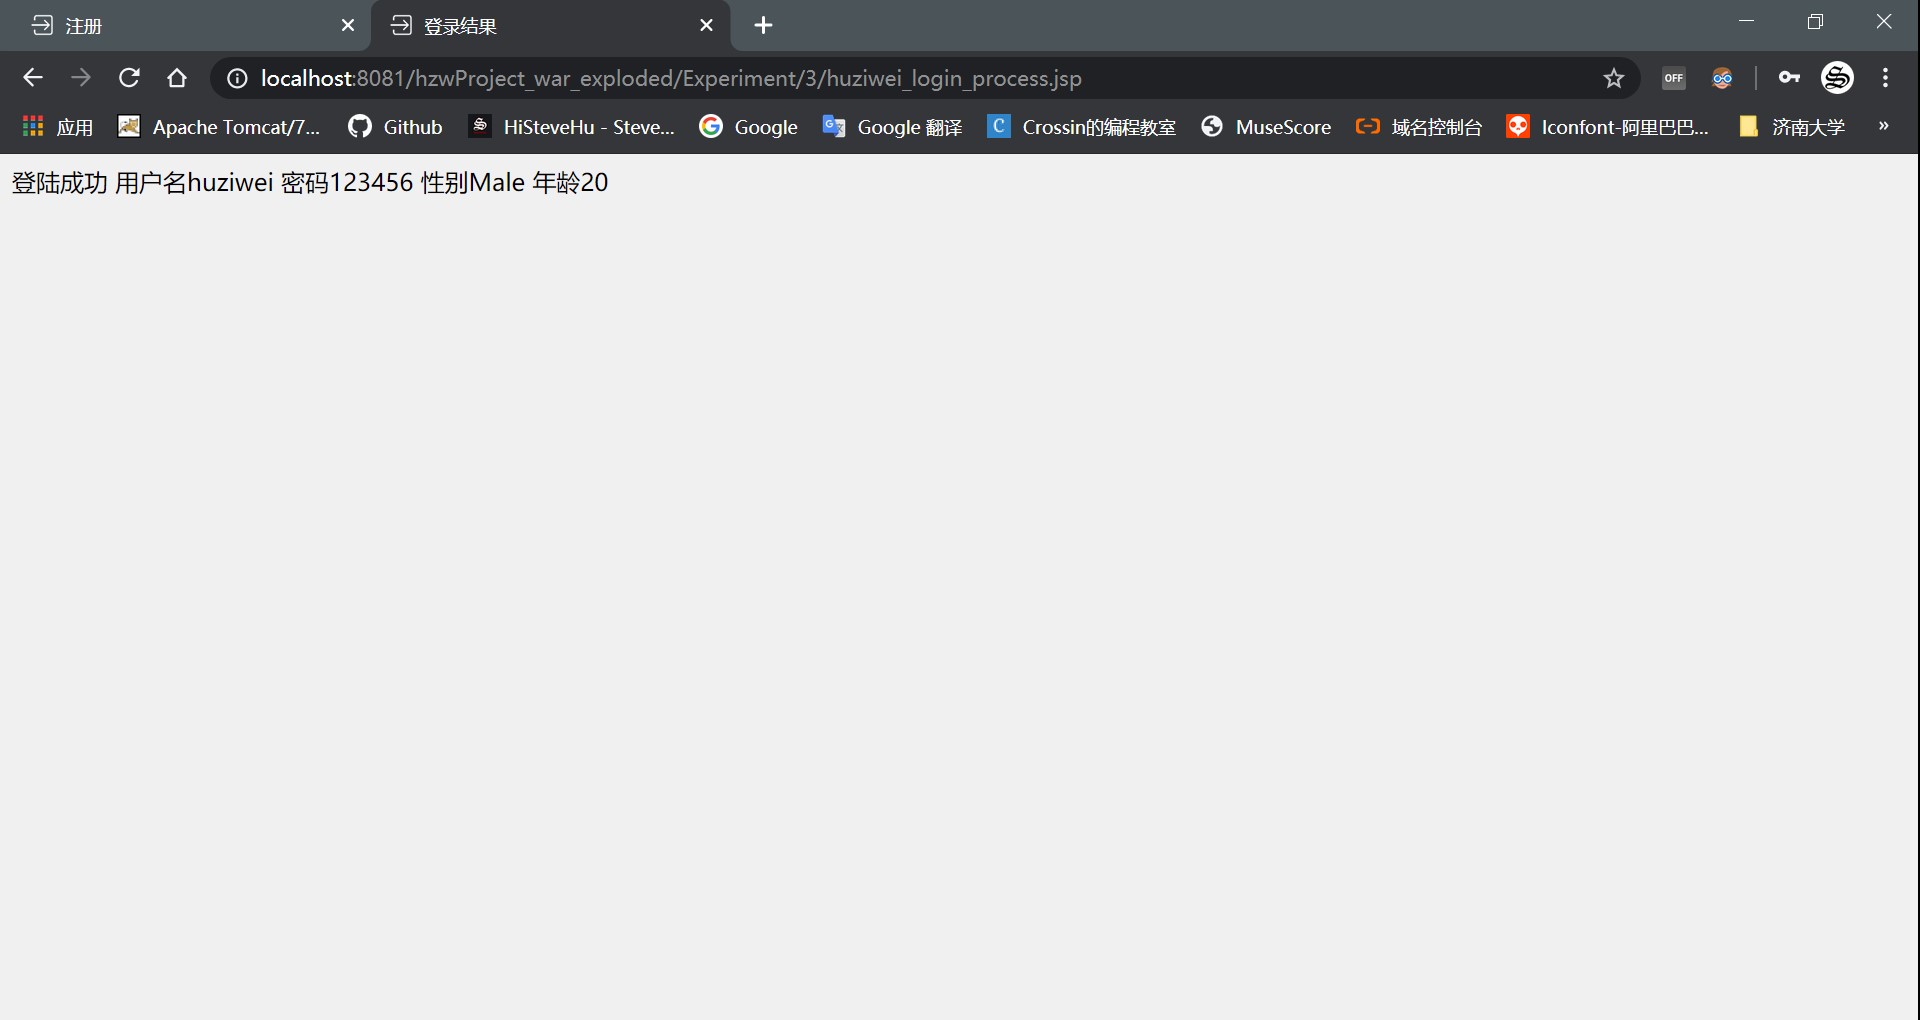 注册 登录结果
localhost:8081/hzwProject_war_exploded/Experiment/3/huziwei_login_process.jsp OFF
应用 Apache Tomcat/7... Github HiSteveHu - Steve... Google Google 翻译 Crossin的编程教室 MuseScore 域名控制台 Iconfont-阿里巴巴... 济南大学 »
登陆成功 用户名huziwei 密码123456 性别Male 年龄20